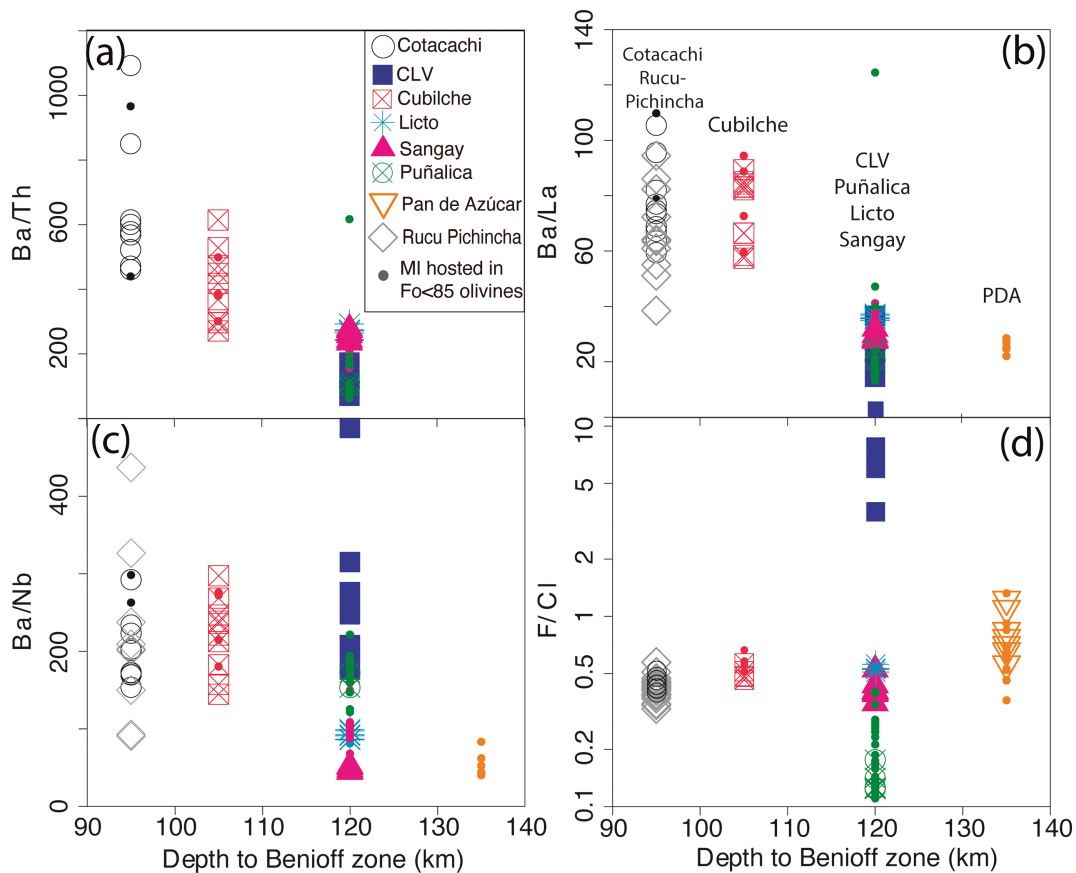 (a)
Ba/Th
1000
600
200
Cotacachi
CLV
Cubilche
Licto
Sangay
Puñalica
Pan de Azúcar
Rucu Pichincha
MI hosted in
Fo<85 olivines
(b)
Ba/La
140
100
60
20
Cotacachi
Rucu-
Pichincha
Cubilche
CLV
Puñalica
Licto
Sangay
PDA
(c)
Ba/Nb
400
200
0
90 100 110 120 130 140
Depth to Benioff zone (km)
(d)
F/Cl
10
5
2
1
0.5
0.2
0.1
90 100 110 120 130 140
Depth to Benioff zone (km)